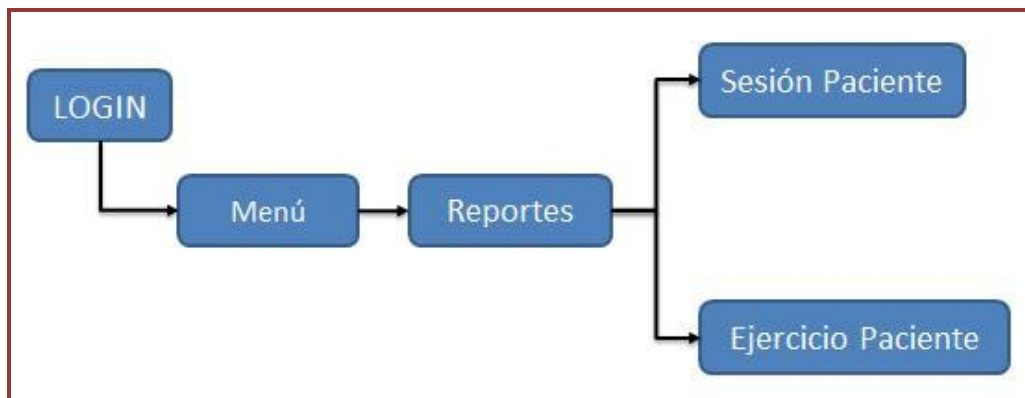 LOGIN
Menú
Reportes
Sesión Paciente
Ejercicio Paciente